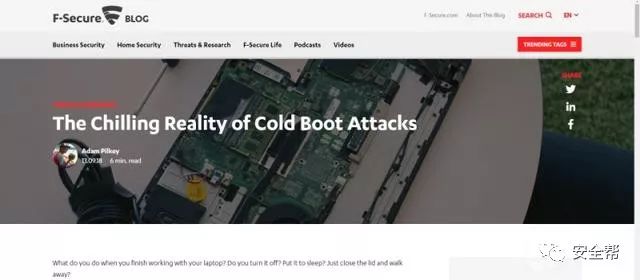 F-Secure. BLOG
F-Secure.com About This Blog SEARCH EN
Business Security Home Security Threats & Research F-Secure Life Podcasts Videos TRENDING TAGS
SHARE
The Chilling Reality of Cold Boot Attacks
Adam Pilkey
13.09.18 6 min. read
What do you do when you finish working with your laptop? Do you turn it off? Put it to sleep? Just close the lid and walk
away?
安全帮